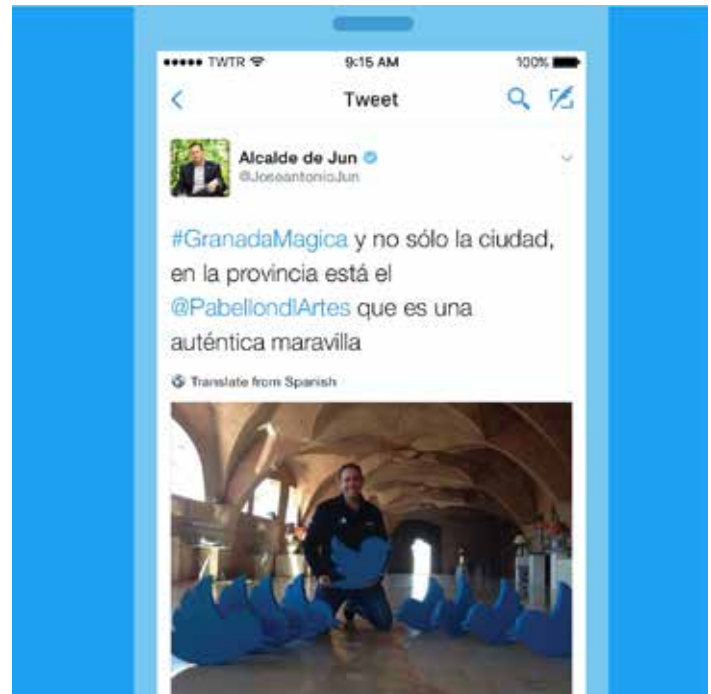 TWTR 9:15 AM 100%
Tweet
Alcalde de Jun
@JoseantonioJun
#GranadaMagica y no sólo la ciudad,
en la provincia está el
@PabellondlArtes que es una
auténtica maravilla
Translate from Spanish